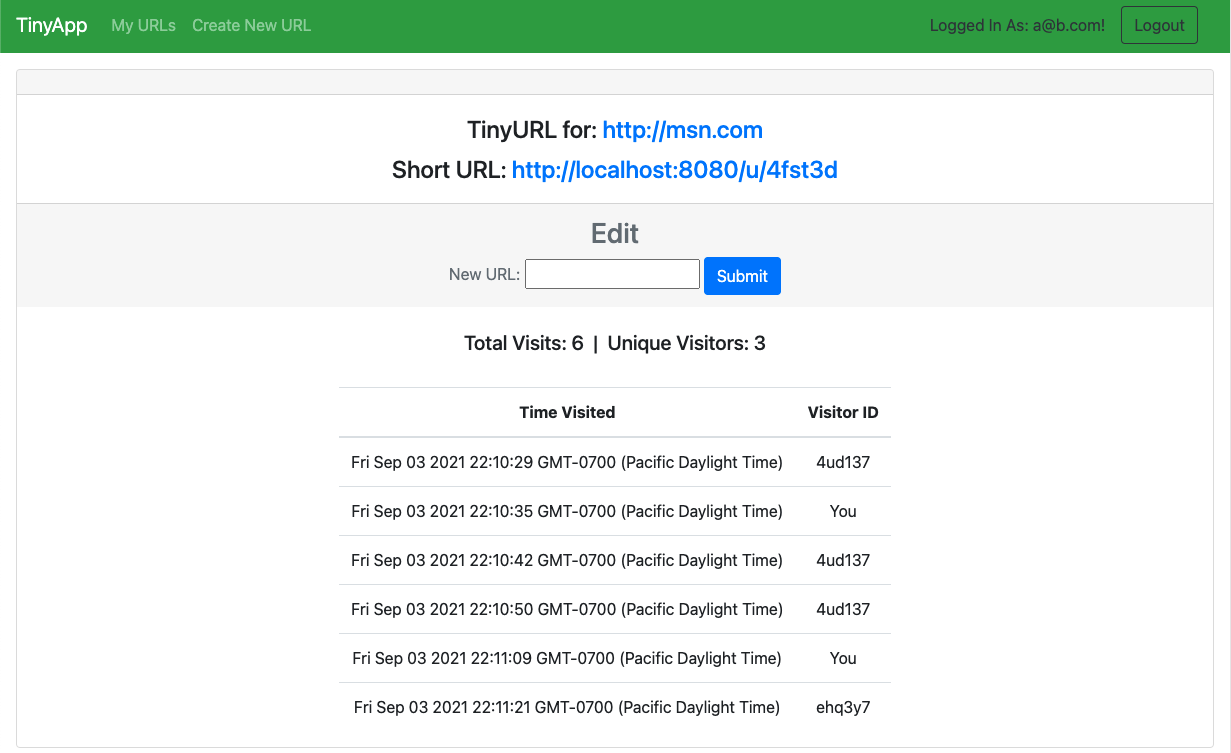 TinyApp My URLs Create New URL Logged In As: a@b.com! Logout
TinyURL for: http://msn.com
Short URL: http://localhost:8080/u/4fst3d
Edit
New URL: Submit
Total Visits: 6 | Unique Visitors: 3
Time Visited Visitor ID
Fri Sep 03 2021 22:10:29 GMT-0700 (Pacific Daylight Time) 4ud137
Fri Sep 03 2021 22:10:35 GMT-0700 (Pacific Daylight Time) You
Fri Sep 03 2021 22:10:42 GMT-0700 (Pacific Daylight Time) 4ud137
Fri Sep 03 2021 22:10:50 GMT-0700 (Pacific Daylight Time) 4ud137
Fri Sep 03 2021 22:11:09 GMT-0700 (Pacific Daylight Time) You
Fri Sep 03 2021 22:11:21 GMT-0700 (Pacific Daylight Time) ehq3y7